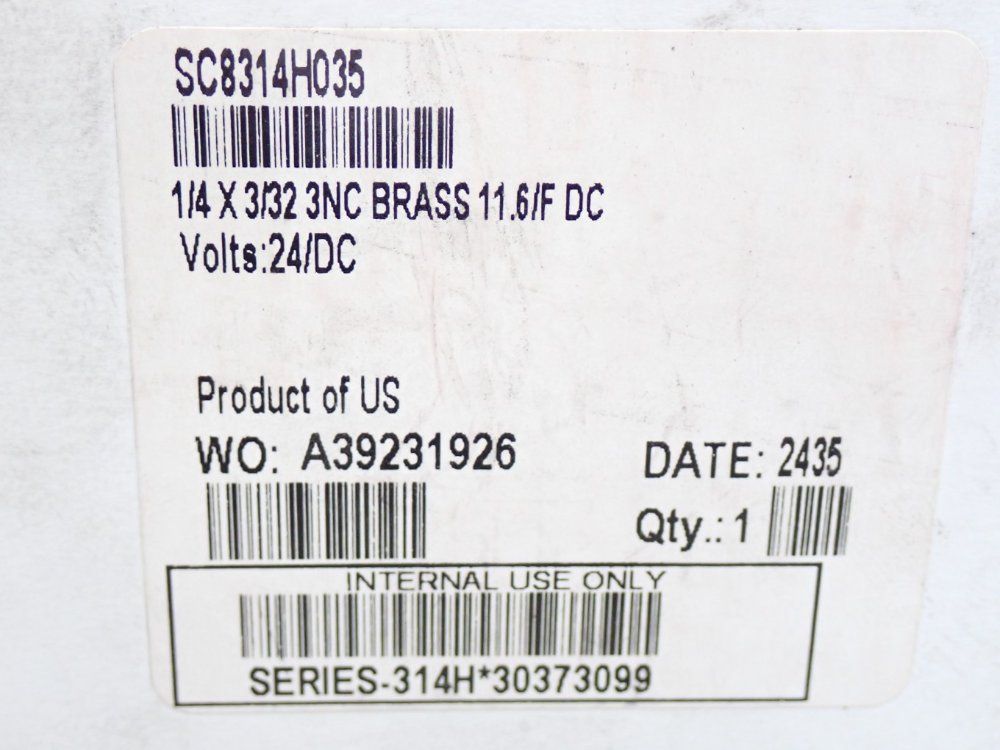 SC8314H035
1/4 X 3/32 3NC BRASS 11.6/F DC
Volts:24/DC
Product of US
WO: A39231926
DATE: 2435
Qty.: 1
INTERNAL USE ONLY
SERIES-314H*30373099